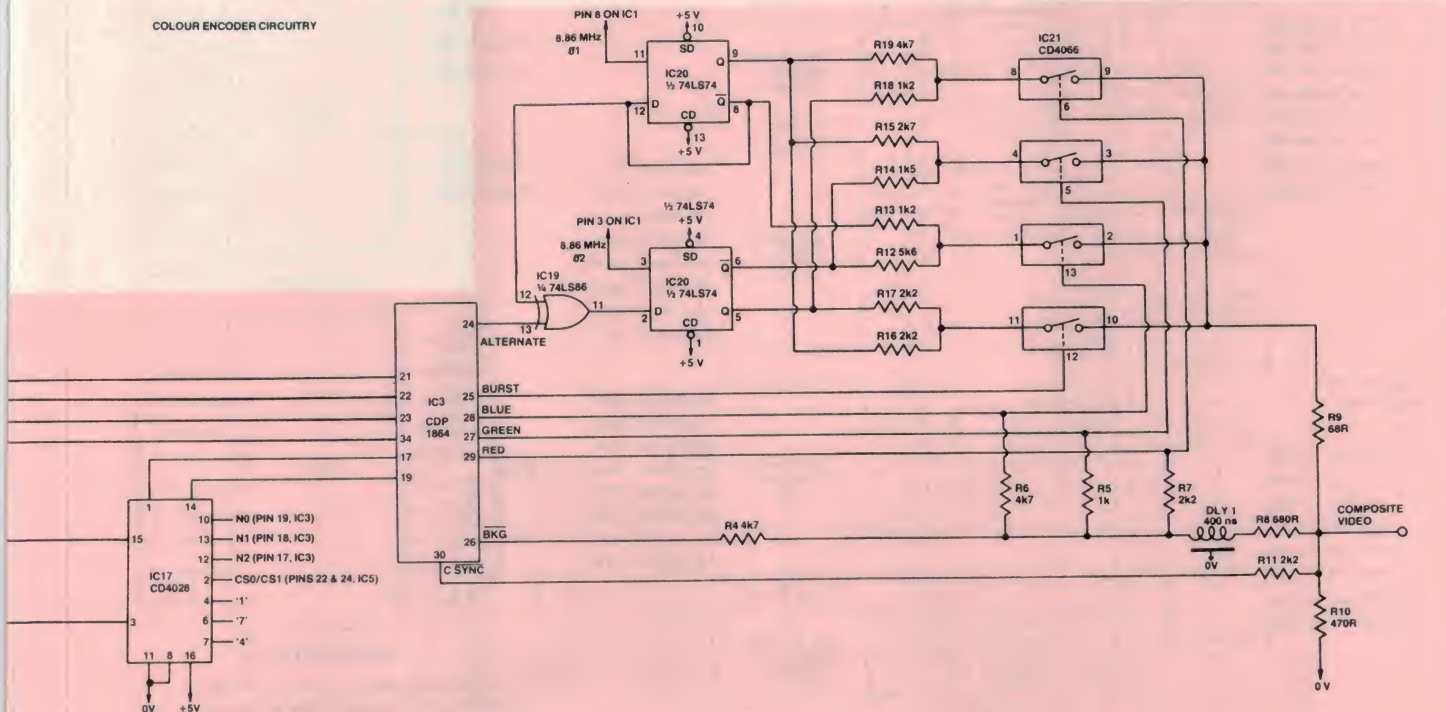 COLOUR ENCODER CIRCUITRY
PIN 8 ON IC1
8.86 MHz
Ø1
+5 V
10
SD
11
Q
9
IC20
½ 74LS74
D
12
Q
8
CD
13
+5 V
R19 4k7
R18 1k2
R15 2k7
R14 1k5
R13 1k2
R12 5k6
R17 2k2
R16 2k2
IC21
CD4066
8
9
6
4
3
5
1
2
13
11
10
12
PIN 3 ON IC1
8.86 MHz
Ø2
½ 74LS74
+5 V
4
SD
3
Q
6
IC20
½ 74LS74
2
D
Q
5
CD
1
+5 V
IC19
¼ 74LS86
12
11
13
24
ALTERNATE
21
22
23
34
17
19
IC3
CDP
1864
25
BURST
28
BLUE
27
GREEN
29
RED
26
BKG
30
C SYNC
R4 4k7
R6
4k7
R5
1k
R7
2k2
DLY 1
400 ns
0V
R8 680R
R11 2k2
R9
68R
R10
470R
0 V
COMPOSITE
VIDEO
1
14
15
3
10
N0 (PIN 19, IC3)
13
N1 (PIN 18, IC3)
12
N2 (PIN 17, IC3)
2
CS0/CS1 (PINS 22 & 24, IC5)
4
'1'
6
'7'
7
'4'
IC17
CD4028
11
8
16
0V
+5V